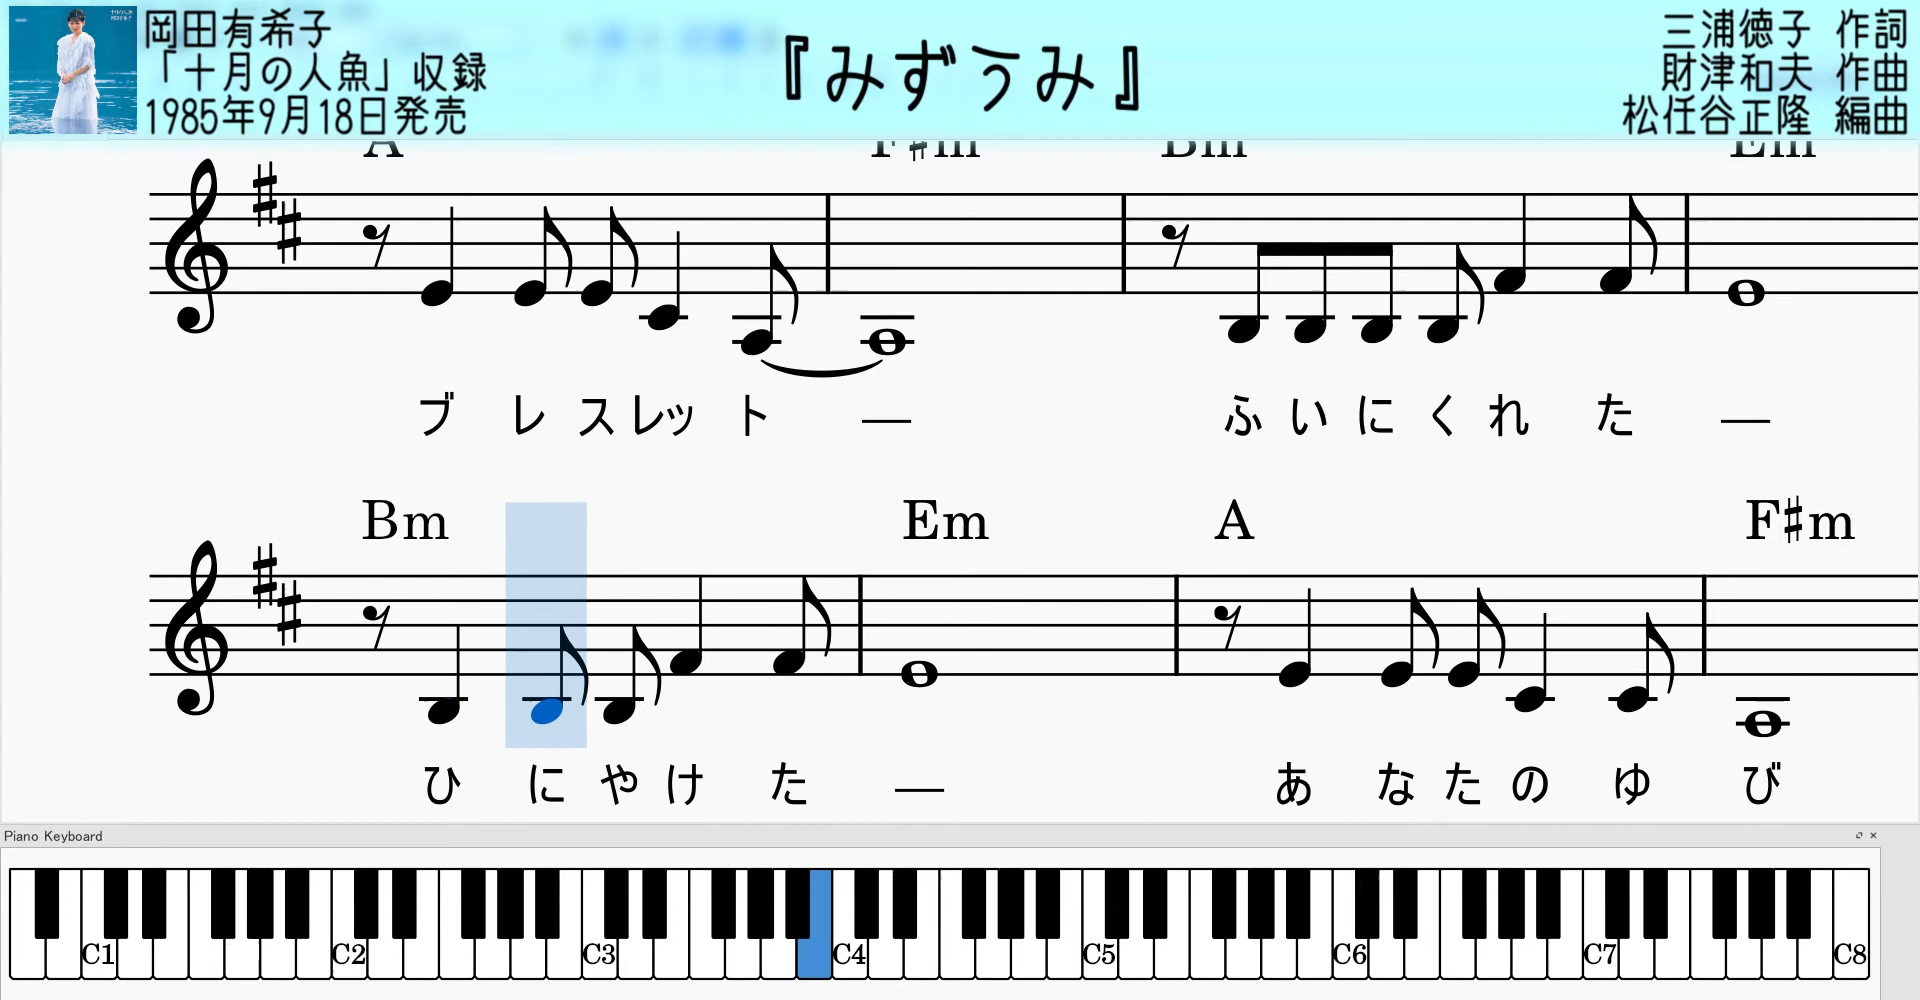 岡田有希子
「十月の人魚」収録
1985年9月18日発売
『みずうみ』
三浦徳子 作詞
財津和夫 作曲
松任谷正隆 編曲
A F♯m Bm Em
ブ レ スレッ ト — ふ い に く れ た —
Bm Em A F♯m
ひ に や け た — あ な た の ゆ び
Piano Keyboard
C1 C2 C3 C4 C5 C6 C7 C8